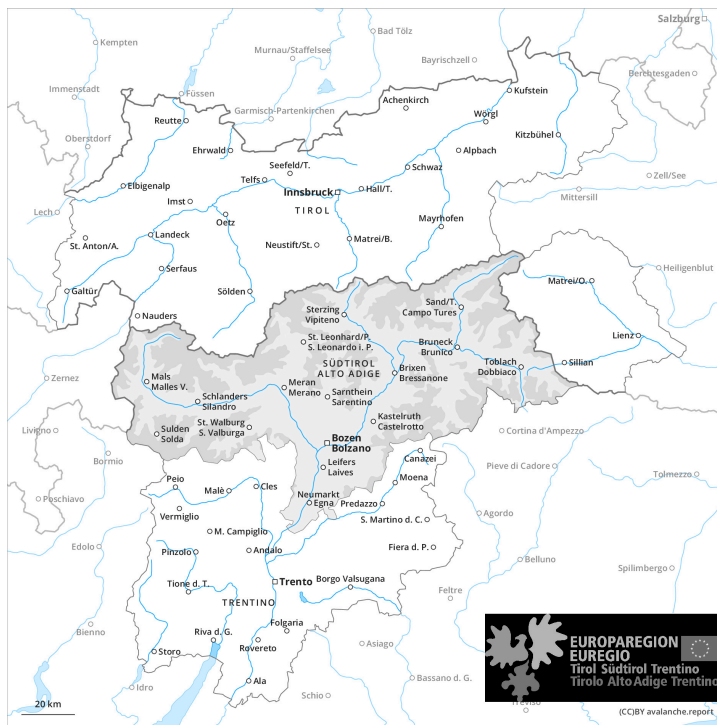 Salzburg
Kempten
Bad Tölz
Murnau/Staffelsee
Bayrischzell
Berchtesgaden
Immenstadt
Füssen
Garmisch-Partenkirchen
Achenkirch
Kufstein
Reutte
Wörgl
Oberstdorf
Ehrwald
Kitzbühel
Alpbach
Seefeld/T.
Schwaz
Zell/See
Telfs
Elbigenalp
Innsbruck
Hall/T.
Mittersill
Imst
TIROL
Lech
Oetz
Mayrhofen
Landeck
St. Anton/A.
Neustift/St.
Matrei/B.
Serfaus
Heiligenblut
Matrei/O.
Galtür
Sölden
Sand/T.
Campo Tures
Nauders
Sterzing
Vipiteno
Lienz
St. Leonhard/P.
S. Leonardo i. P.
Bruneck
Brunico
Toblach
Dobbiaco
Sillian
SÜDTIROL
ALTO ADIGE
Brixen
Bressanone
Zernez
Mals
Malles V.
Meran
Merano
Schlanders
Silandro
Sarnthein
Sarentino
St. Walburg
S. Valburga
Kastelruth
Castelrotto
Livigno
Sulden
Solda
Bozen
Bolzano
Cortina d'Ampezzo
Bormio
Canazei
Leifers
Laives
Pieve di Cadore
Tolmezzo
Peio
Malè
Cles
Moena
Poschiavo
Neumarkt
Egna
Predazzo
Vermiglio
Agordo
S. Martino d. C.
M. Campiglio
Edolo
Pinzolo
Andalo
Fiera d. P.
Belluno
Spilimbergo
Tione d. T.
Trento
Borgo Valsugana
Feltre
TRENTINO
Bienno
Folgaria
Riva d. G.
Rovereto
Asiago
Storo
Ala
Bassano d. G.
Idro
Schio
Treviso
EUROPAREGION
EUREGIO
Tirol Südtirol Trentino
Tirolo Alto Adige Trentino
20 km
(CC)BY avalanche.report